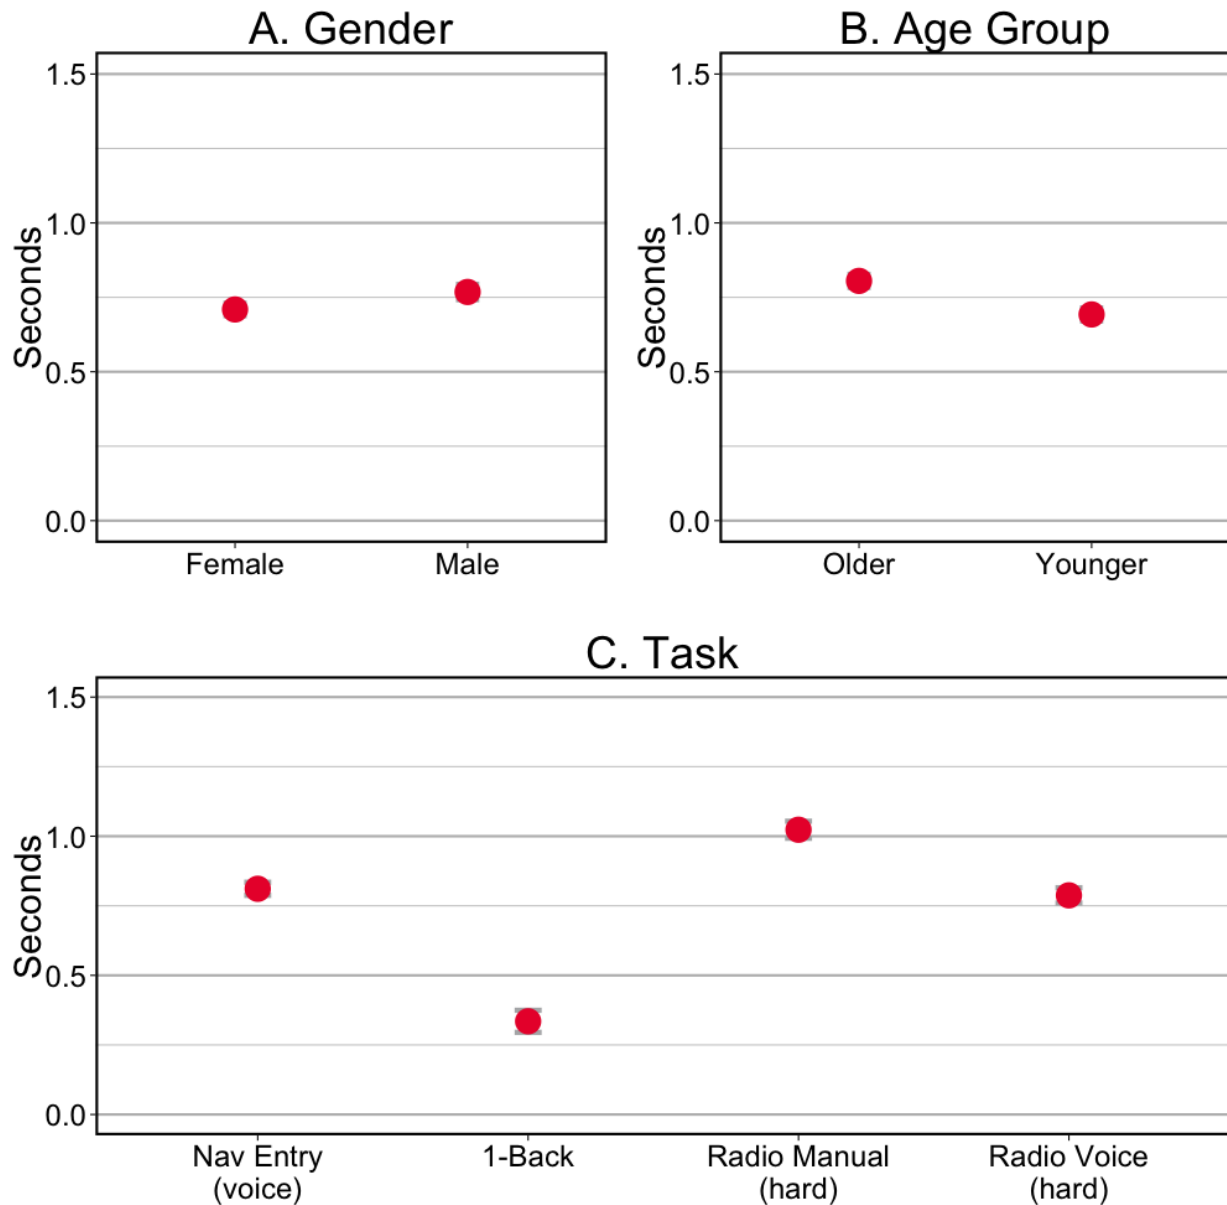 A. Gender
B. Age Group
1.5
1.0
0.5
0.0
Seconds
Female Male
1.5
1.0
0.5
0.0
Seconds
Older Younger
C. Task
1.5
1.0
0.5
0.0
Seconds
Nav Entry 1-Back Radio Manual Radio Voice
(voice) (hard) (hard)